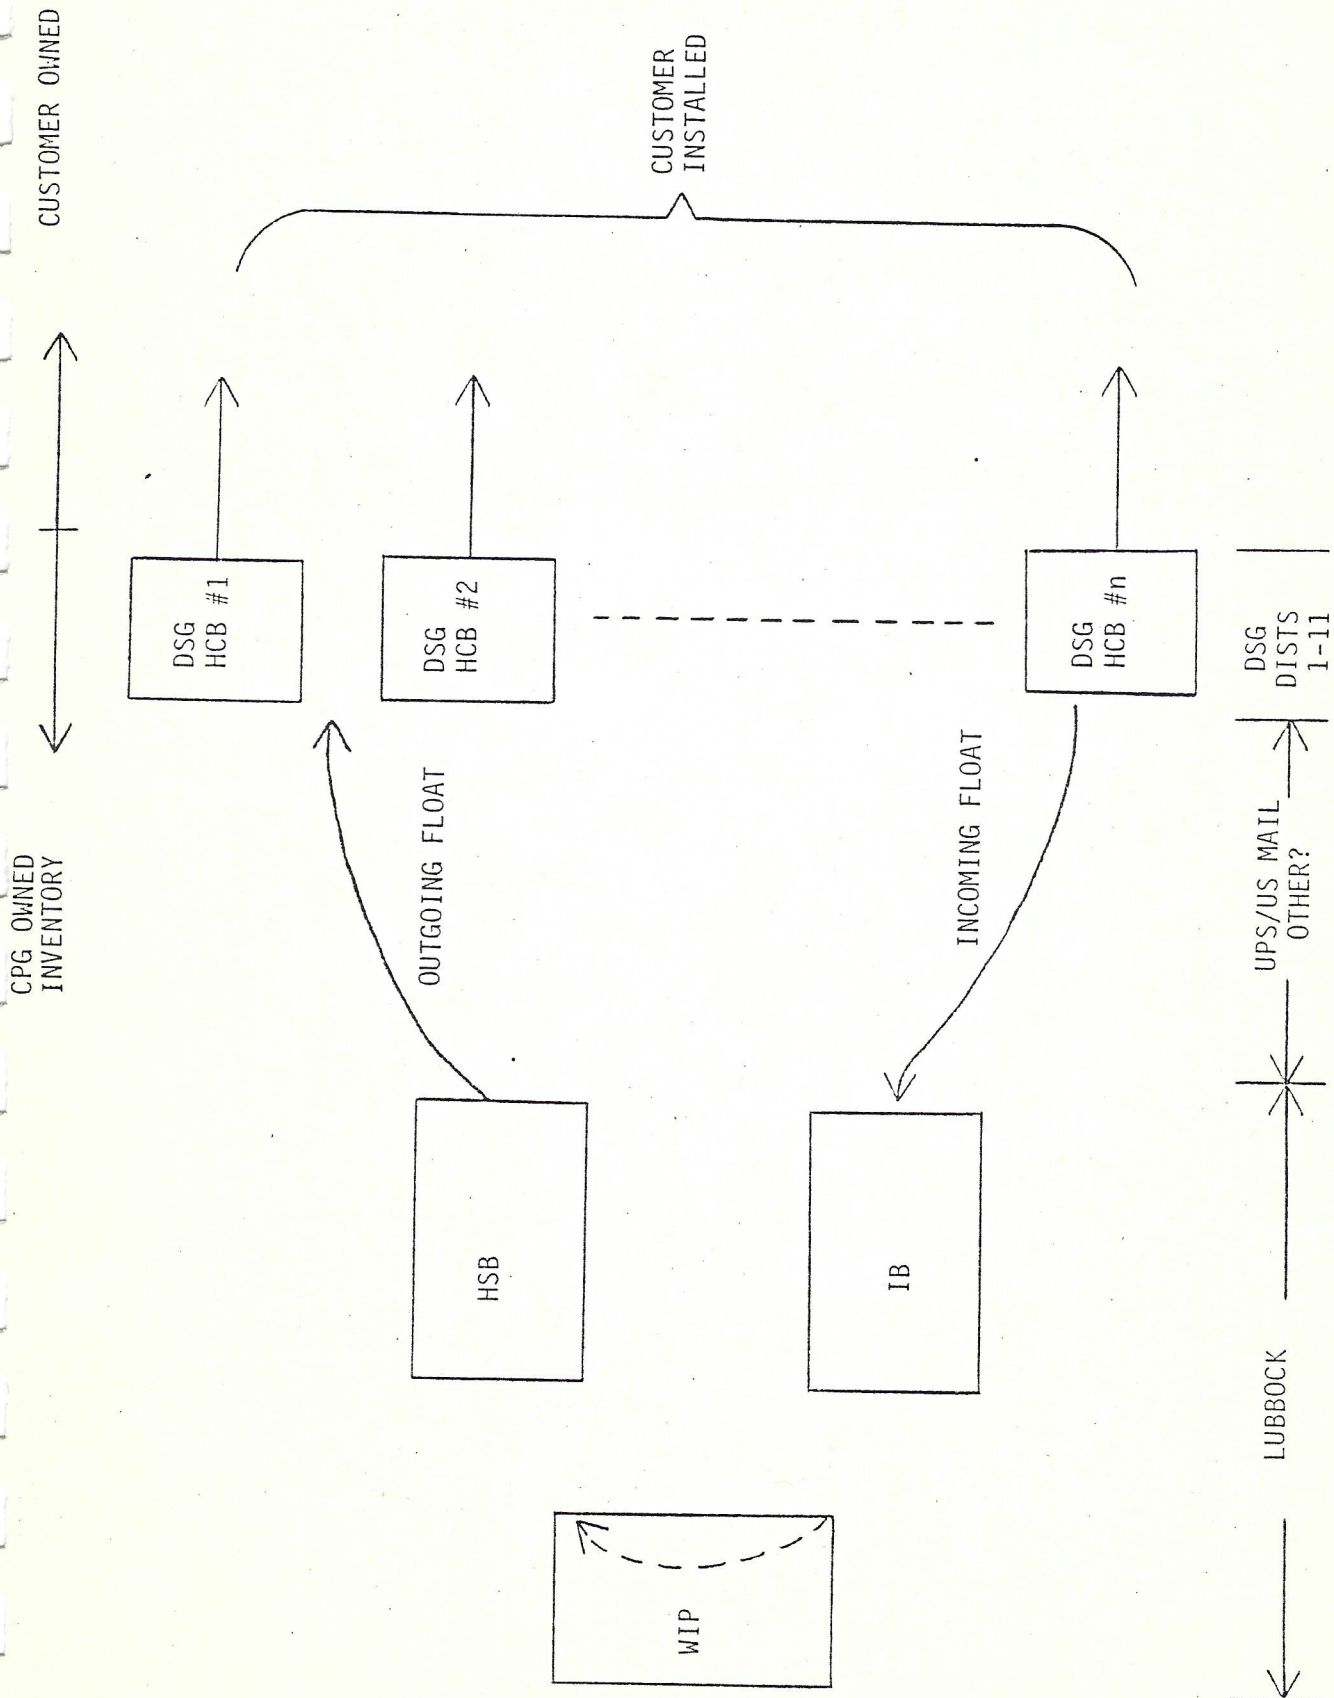 CPG OWNED
INVENTORY
CUSTOMER OWNED
DSG
HCB #1
DSG
HCB #2
OUTGOING FLOAT
HSB
CUSTOMER
INSTALLED
WIP
IB
INCOMING FLOAT
DSG
HCB #n
LUBBOCK
UPS/US MAIL
OTHER?
DSG
DISTS
1-11